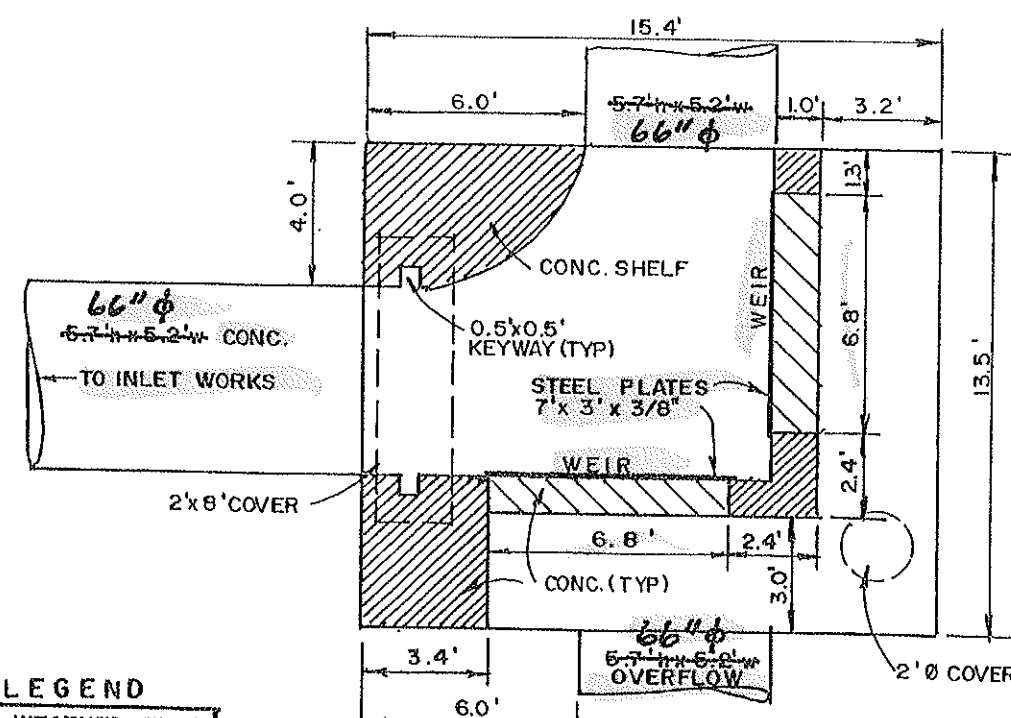 15.4'
6.0'
5.7'h x 5.2'w
66" ϕ
1.0'
3.2'
4.0'
1.3'
CONC. SHELF
WEIR
6.8'
13.5'
66" ϕ
5.7'h x 5.2'w CONC.
TO INLET WORKS
0.5'x0.5'
KEYWAY (TYP)
STEEL PLATES
7' x 3' x 3/8"
WEIR
2.4'
2'x8' COVER
6.8'
2.4'
3.0'
CONC. (TYP)
66" ϕ
5.7'h x 5.2'w
OVERFLOW
2' Ø COVER
3.4'
6.0'
LEGEND